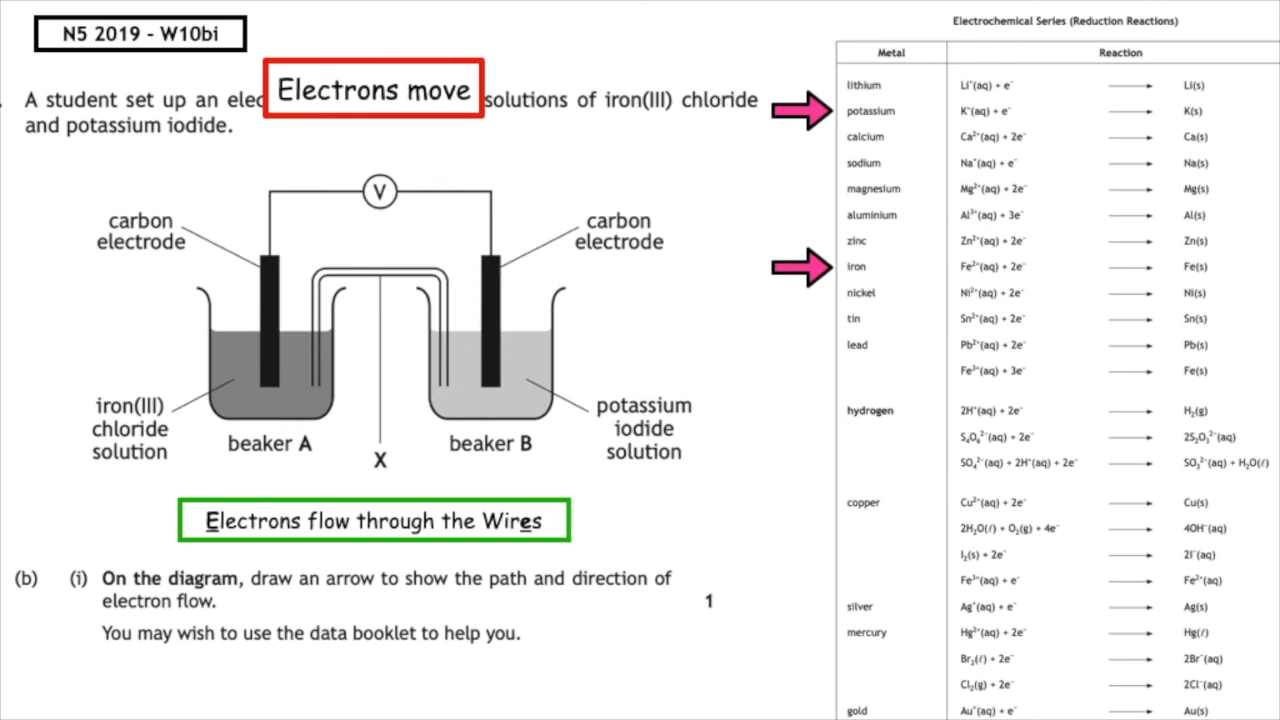 N5 2019 - W10bi
Electrons move
A student set up an elec solutions of iron(III) chloride
and potassium iodide.
V
carbon
electrode
carbon
electrode
iron(III)
chloride
solution
beaker A
X
beaker B
potassium
iodide
solution
Electrons flow through the Wires
(b) (i) On the diagram, draw an arrow to show the path and direction of
electron flow. 1
You may wish to use the data booklet to help you.
Electrochemical Series (Reduction Reactions)
Metal Reaction
lithium Li⁺(aq) + e⁻ ⟶ Li(s)
potassium K⁺(aq) + e⁻ ⟶ K(s)
calcium Ca²⁺(aq) + 2e⁻ ⟶ Ca(s)
sodium Na⁺(aq) + e⁻ ⟶ Na(s)
magnesium Mg²⁺(aq) + 2e⁻ ⟶ Mg(s)
aluminium Al³⁺(aq) + 3e⁻ ⟶ Al(s)
zinc Zn²⁺(aq) + 2e⁻ ⟶ Zn(s)
iron Fe²⁺(aq) + 2e⁻ ⟶ Fe(s)
nickel Ni²⁺(aq) + 2e⁻ ⟶ Ni(s)
tin Sn²⁺(aq) + 2e⁻ ⟶ Sn(s)
lead Pb²⁺(aq) + 2e⁻ ⟶ Pb(s)
Fe³⁺(aq) + 3e⁻ ⟶ Fe(s)
hydrogen 2H⁺(aq) + 2e⁻ ⟶ H₂(g)
S₄O₆²⁻(aq) + 2e⁻ ⟶ 2S₂O₃²⁻(aq)
SO₄²⁻(aq) + 2H⁺(aq) + 2e⁻ ⟶ SO₃²⁻(aq) + H₂O(ℓ)
copper Cu²⁺(aq) + 2e⁻ ⟶ Cu(s)
2H₂O(ℓ) + O₂(g) + 4e⁻ ⟶ 4OH⁻(aq)
I₂(s) + 2e⁻ ⟶ 2I⁻(aq)
Fe³⁺(aq) + e⁻ ⟶ Fe²⁺(aq)
silver Ag⁺(aq) + e⁻ ⟶ Ag(s)
mercury Hg²⁺(aq) + 2e⁻ ⟶ Hg(ℓ)
Br₂(ℓ) + 2e⁻ ⟶ 2Br⁻(aq)
Cl₂(g) + 2e⁻ ⟶ 2Cl⁻(aq)
gold Au⁺(aq) + e⁻ ⟶ Au(s)